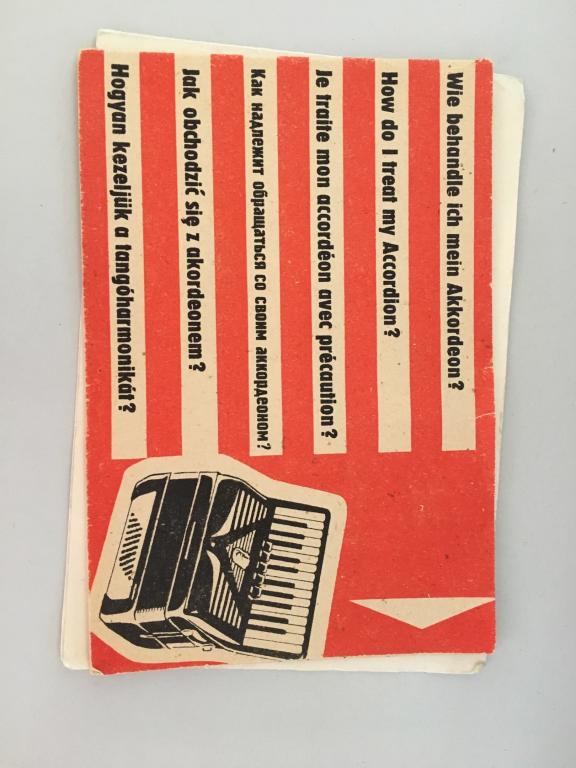 Wie behandle ich mein Akkordeon?
How do I treat my Accordion?
Je traite mon accordéon avec précaution?
Как надлежит обращаться со своим аккордеоном?
Jak obchodzić się z akordeonem?
Hogyan kezeljük a tangóharmonikát?